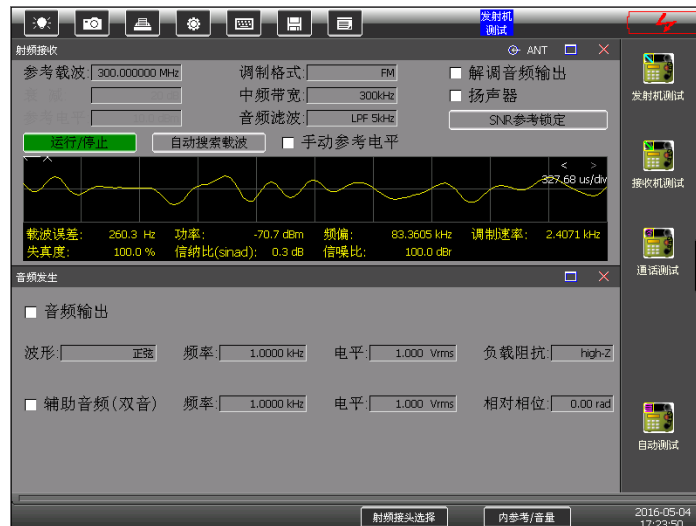 发射机
测试
射频接收
ANT
参考载波: 300.000000 MHz 调制格式: FM 解调音频输出
中频带宽: 300kHz 扬声器
音频滤波: LPF 5kHz SNR参考锁定
运行/停止 自动搜索载波 手动参考电平
< >
327.68 us/div
载波误差: 260.3 Hz 功率: -70.7 dBm 频偏: 83.3605 kHz 调制速率: 2.4071 kHz
失真度: 100.0 % 信纳比(sinad): 0.3 dB 信噪比: 100.0 dBr
音频发生
音频输出
波形: 正弦 频率: 1.0000 kHz 电平: 1.000 Vrms 负载阻抗: high-Z
辅助音频(双音) 频率: 1.0000 kHz 电平: 1.000 Vrms 相对相位: 0.00 rad
发射机测试
接收机测试
通话测试
自动测试
射频接头选择 内参考/音量
2016-05-04
17:23:50